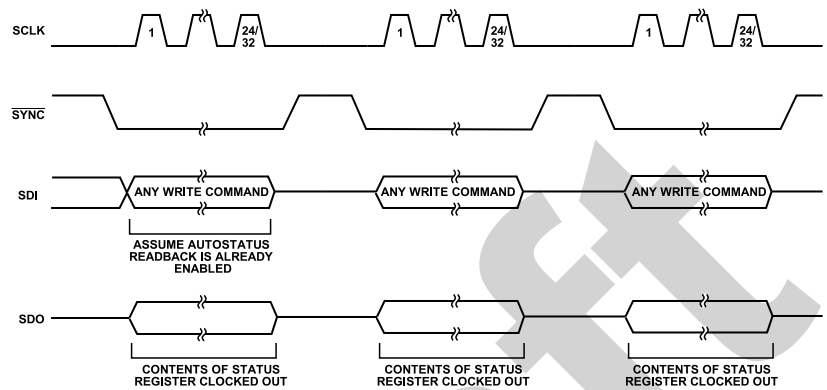 SCLK
1
24/
32
1
24/
32
1
24/
32
SYNC
SDI
ANY WRITE COMMAND
ANY WRITE COMMAND
ANY WRITE COMMAND
ASSUME AUTOSTATUS
READBACK IS ALREADY
ENABLED
SDO
CONTENTS OF STATUS
REGISTER CLOCKED OUT
CONTENTS OF STATUS
REGISTER CLOCKED OUT
CONTENTS OF STATUS
REGISTER CLOCKED OUT